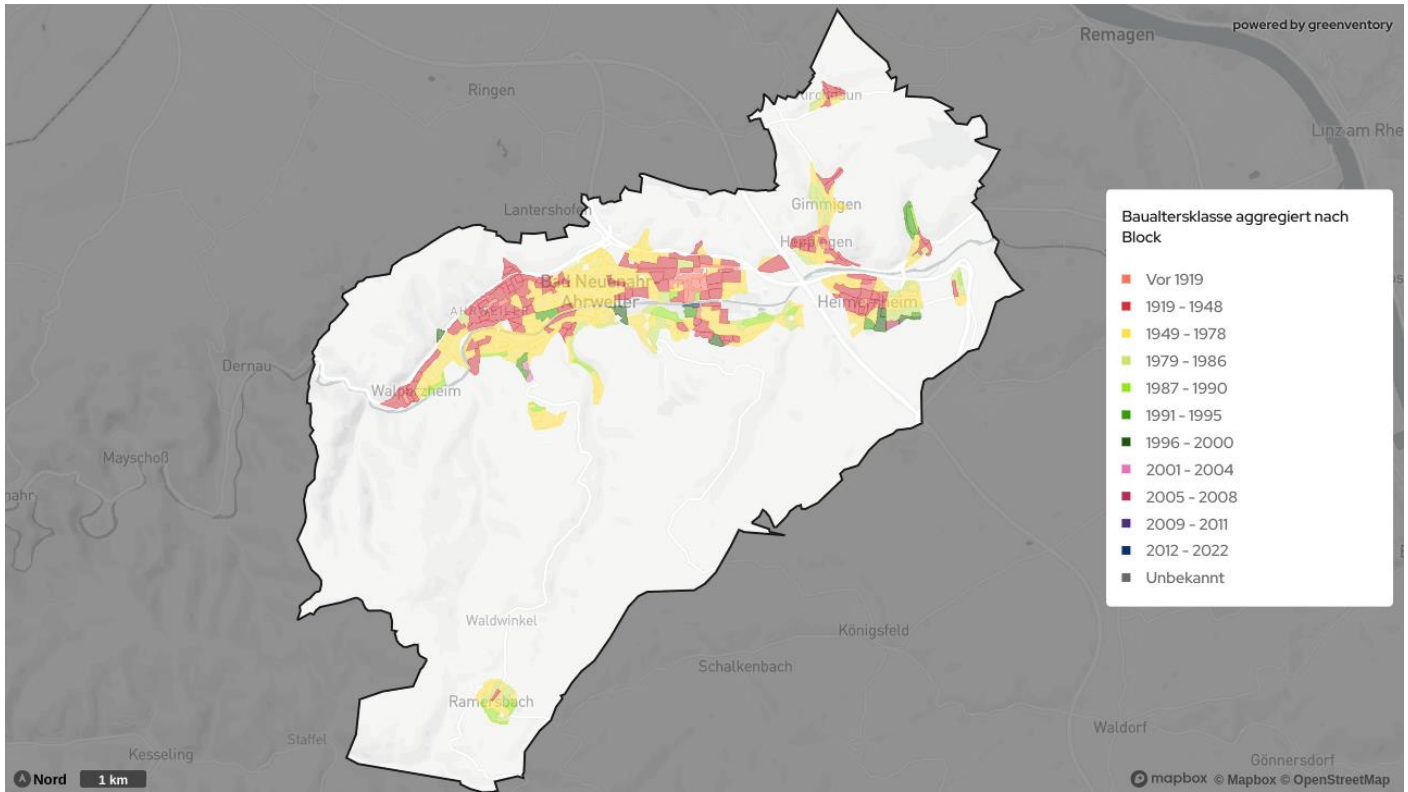 powered by greenventory
Remagen
Ringen
Linz am Rhe
Lantershofen
Gimmigen
Heppingen
Bad Neuenahr-
Ahrweiler
AHRWEILER
Heimersheim
Dernau
Walporzheim
Mayschoß
nahr
Waldwinkel
Königsfeld
Schalkenbach
Ramersbach
Staffel
Kesseling
Waldorf
Gönnersdorf
Baualtersklasse aggregiert nach
Block
Vor 1919
1919 - 1948
1949 - 1978
1979 - 1986
1987 - 1990
1991 - 1995
1996 - 2000
2001 - 2004
2005 - 2008
2009 - 2011
2012 - 2022
Unbekannt
Nord
1 km
mapbox © Mapbox © OpenStreetMap